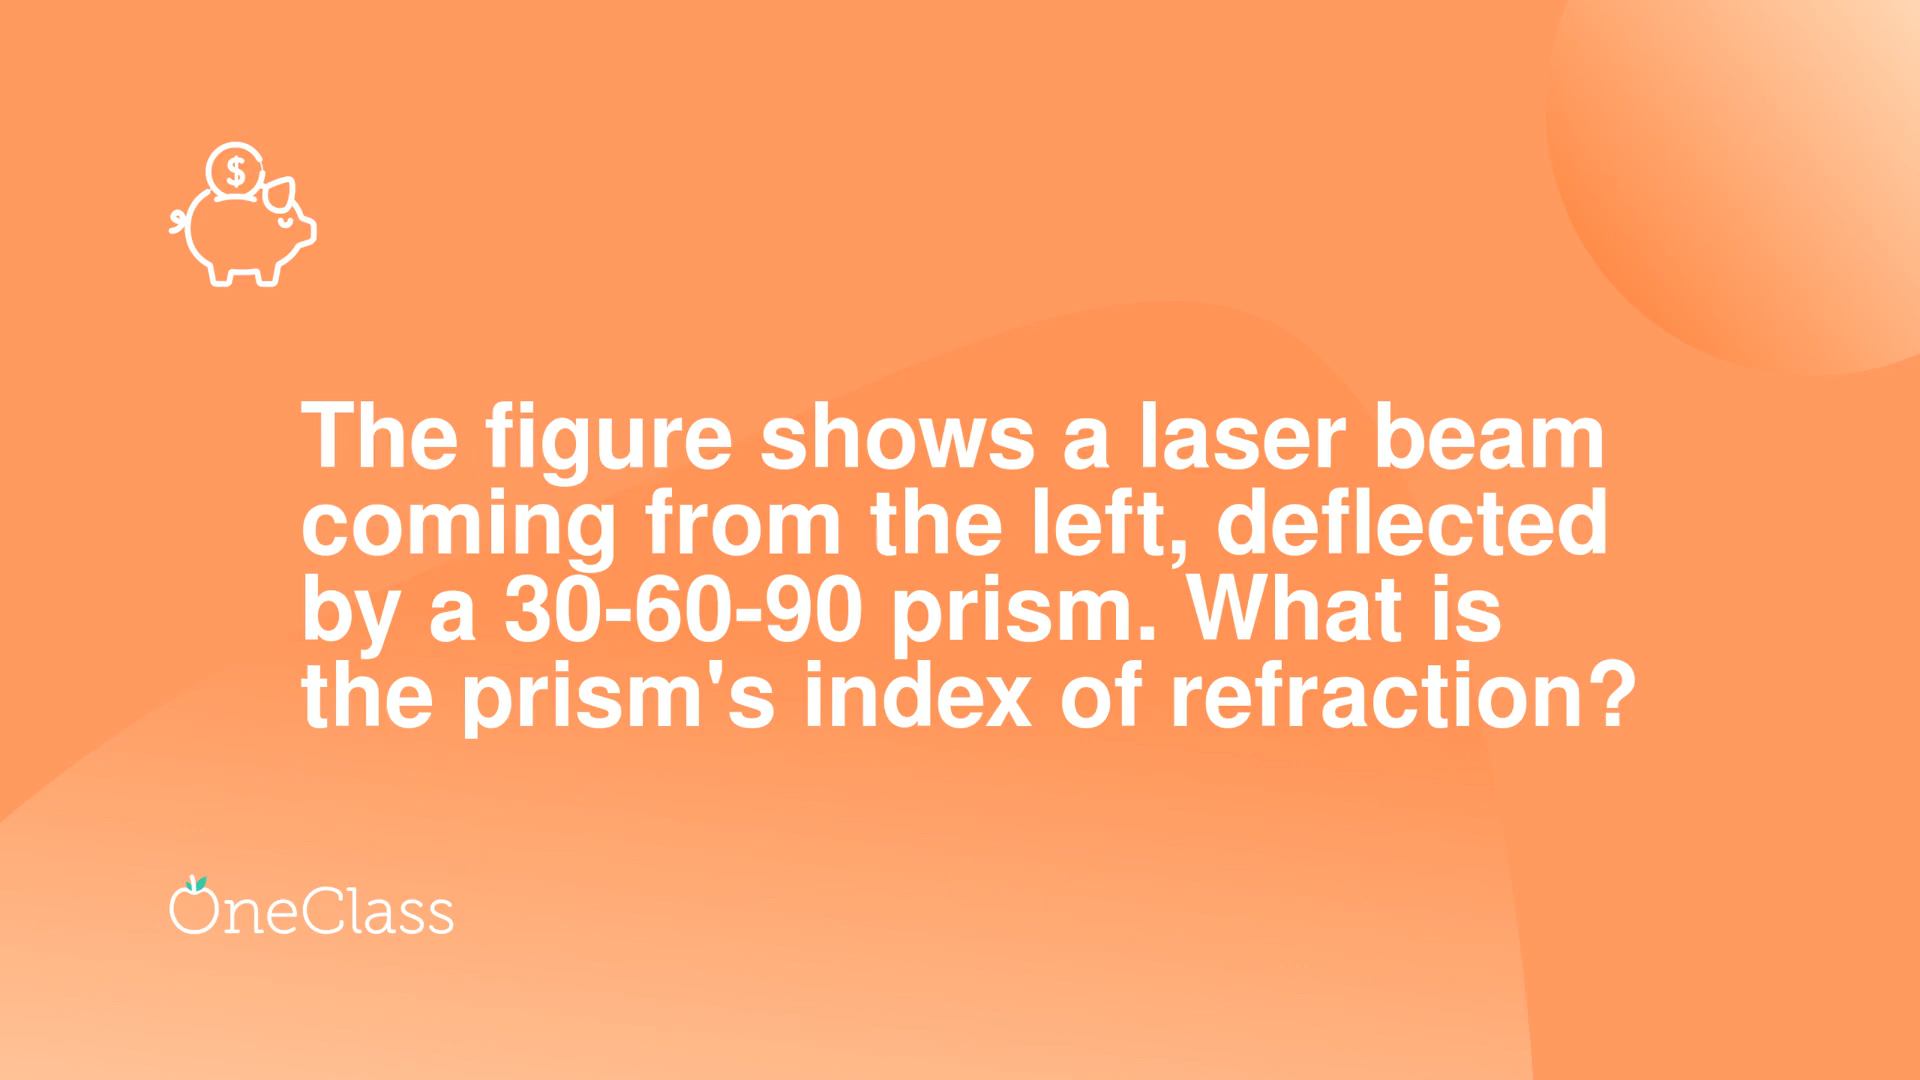 $
The figure shows a laser beam
coming from the left, deflected
by a 30-60-90 prism. What is
the prism's index of refraction?
OneClass